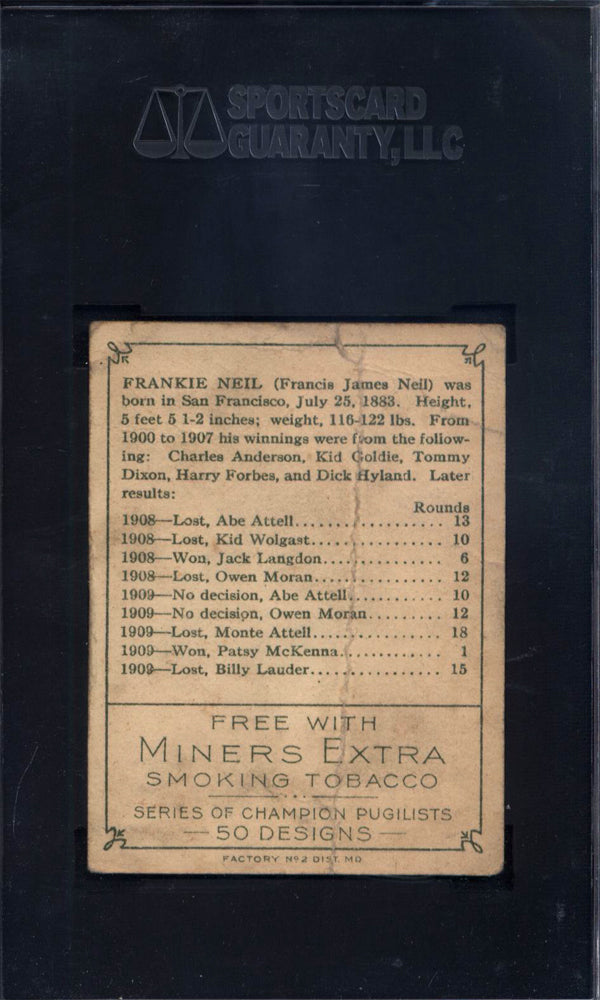 SPORTSCARD
GUARANTY, LLC
FRANKIE NEIL (Francis James Neil) was
born in San Francisco, July 25, 1883. Height,
5 feet 5 1-2 inches; weight, 116-122 lbs. From
1900 to 1907 his winnings were from the follow-
ing: Charles Anderson, Kid Goldie, Tommy
Dixon, Harry Forbes, and Dick Hyland. Later
results:
Rounds
1908—Lost, Abe Attell.................. 13
1908—Lost, Kid Wolgast................ 10
1908—Won, Jack Langdon............... 6
1908—Lost, Owen Moran................ 12
1909—No decision, Abe Attell............ 10
1909—No decision, Owen Moran......... 12
1909—Lost, Monte Attell................ 18
1909—Won, Patsy McKenna............. 1
1909—Lost, Billy Lauder................ 15
FREE WITH
MINERS EXTRA
SMOKING TOBACCO
SERIES OF CHAMPION PUGILISTS
— 50 DESIGNS —
FACTORY Nº 2 DIST. MD.